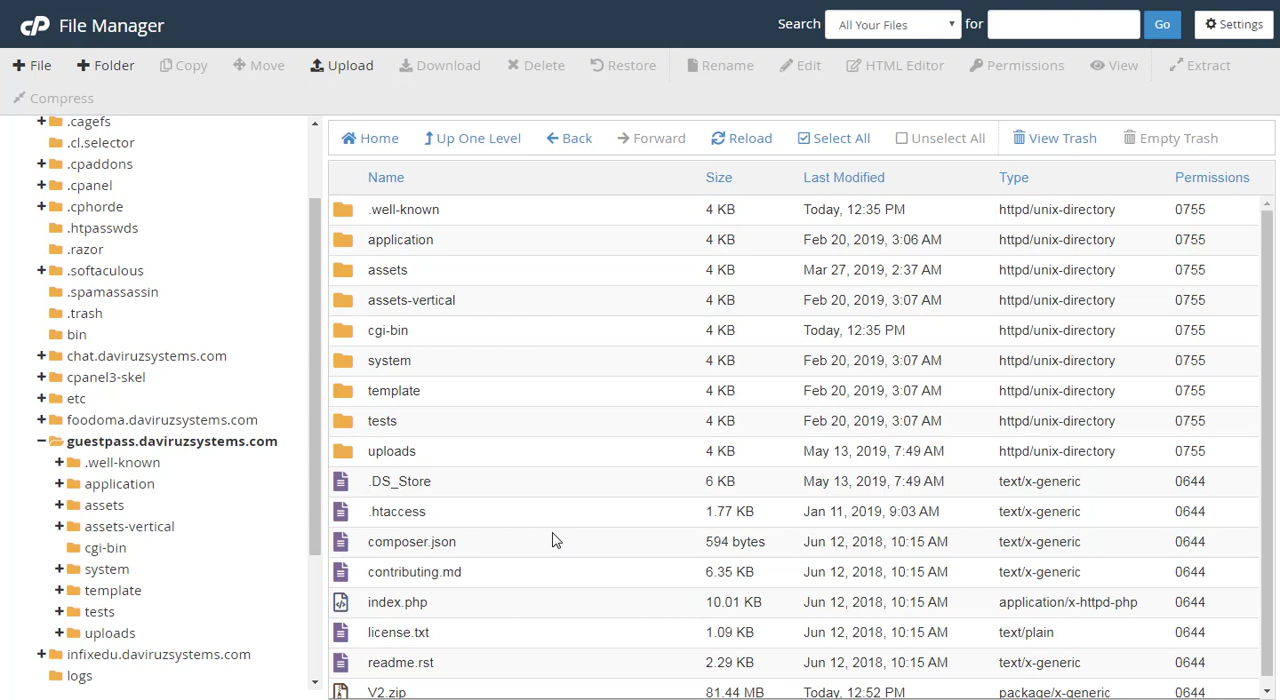 cP File Manager Search All Your Files for Go Settings
File Folder Copy Move Upload Download Delete Restore Rename Edit HTML Editor Permissions View Extract
Compress
.cagefs
.cl.selector
.cpaddons
.cpanel
.cphorde
.htpasswds
.razor
.softaculous
.spamassassin
.trash
bin
chat.daviruzsystems.com
cpanel3-skel
etc
foodoma.daviruzsystems.com
guestpass.daviruzsystems.com
.well-known
application
assets
assets-vertical
cgi-bin
system
template
tests
uploads
infixedu.daviruzsystems.com
logs
Home Up One Level Back Forward Reload Select All Unselect All View Trash Empty Trash
Name Size Last Modified Type Permissions
.well-known 4 KB Today, 12:35 PM httpd/unix-directory 0755
application 4 KB Feb 20, 2019, 3:06 AM httpd/unix-directory 0755
assets 4 KB Mar 27, 2019, 2:37 AM httpd/unix-directory 0755
assets-vertical 4 KB Feb 20, 2019, 3:07 AM httpd/unix-directory 0755
cgi-bin 4 KB Today, 12:35 PM httpd/unix-directory 0755
system 4 KB Feb 20, 2019, 3:07 AM httpd/unix-directory 0755
template 4 KB Feb 20, 2019, 3:07 AM httpd/unix-directory 0755
tests 4 KB Feb 20, 2019, 3:07 AM httpd/unix-directory 0755
uploads 4 KB May 13, 2019, 7:49 AM httpd/unix-directory 0755
.DS_Store 6 KB May 13, 2019, 7:49 AM text/x-generic 0644
.htaccess 1.77 KB Jan 11, 2019, 9:03 AM text/x-generic 0644
composer.json 594 bytes Jun 12, 2018, 10:15 AM text/x-generic 0644
contributing.md 6.35 KB Jun 12, 2018, 10:15 AM text/x-generic 0644
index.php 10.01 KB Jun 12, 2018, 10:15 AM application/x-httpd-php 0644
license.txt 1.09 KB Jun 12, 2018, 10:15 AM text/plain 0644
readme.rst 2.29 KB Jun 12, 2018, 10:15 AM text/x-generic 0644
V2.zip 81.44 MB Today, 12:52 PM package/x-generic 0644